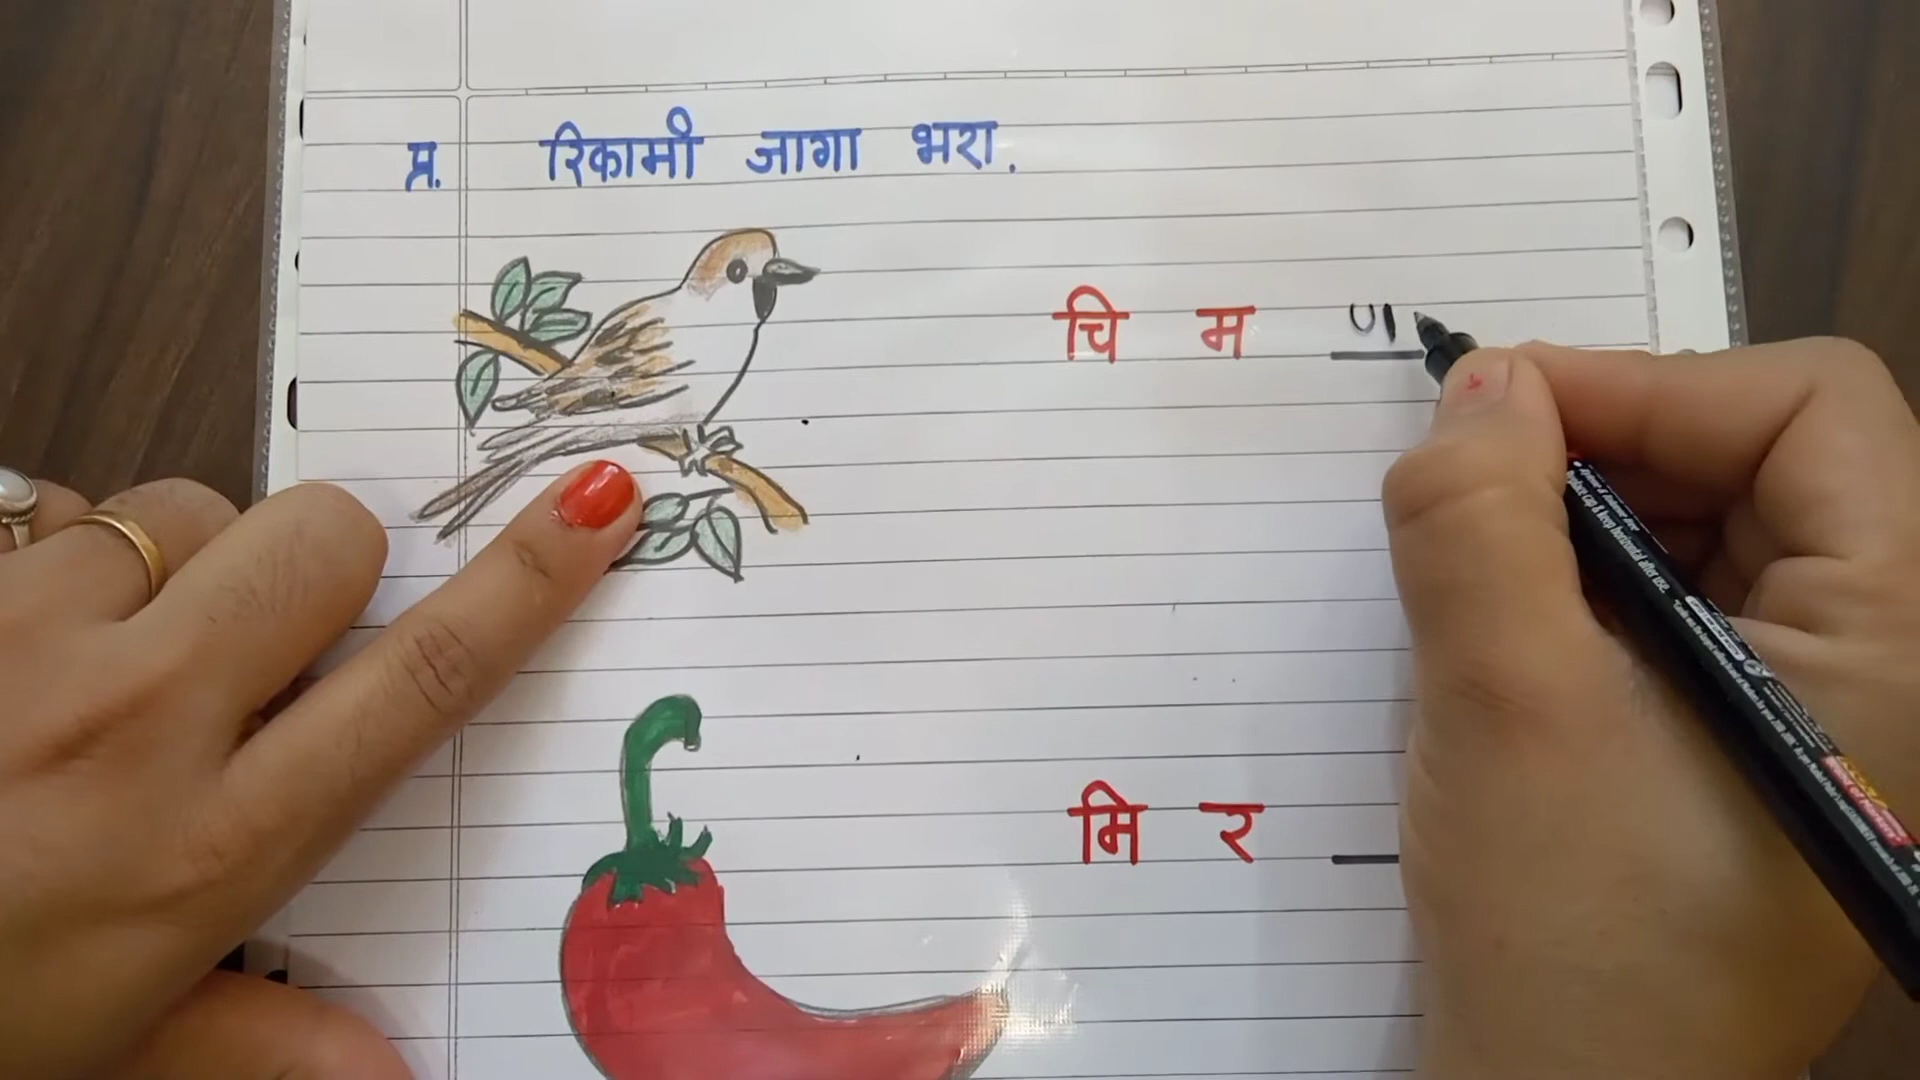 प्र. रिकामी जागा भरा.
चि म ण
मि र